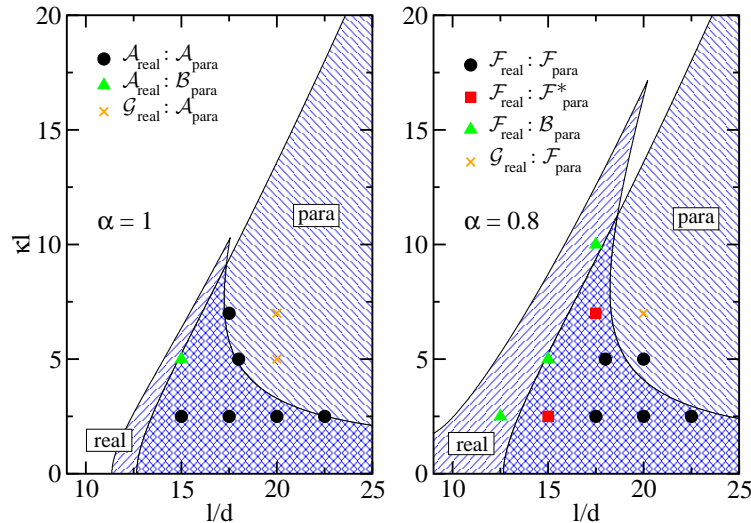 20
15
10
5
0
κl
𝒜real : 𝒜para
𝒜real : ℬpara
𝒢real : 𝒜para
α = 1
para
real
10 15 20 25
l/d
20
15
10
5
0
ℱreal : ℱpara
ℱreal : ℱ*para
ℱreal : ℬpara
𝒢real : ℱpara
α = 0.8
para
real
10 15 20 25
l/d